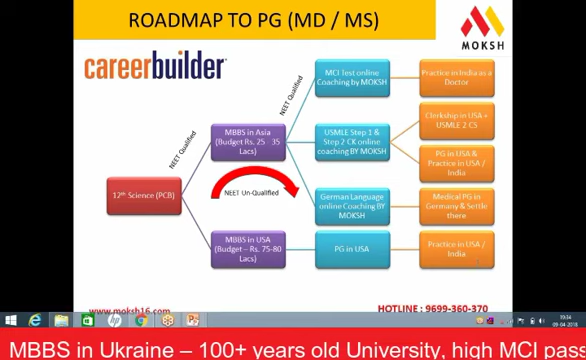 ROADMAP TO PG (MD / MS)
MOKSH
careerbuilder
NEET Qualified
NEET Qualified
12th Science (PCB)
MBBS in Asia
(Budget Rs. 25 - 35
Lacs)
NEET Un-Qualified
MBBS in USA
(Budget – Rs. 75-80
Lacs)
MCI Test online
Coaching by MOKSH
USMLE Step 1 &
Step 2 CK online
coaching BY MOKSH
German Language
online Coaching BY
MOKSH
PG in USA
Practice in India as a
Doctor
Clerkship in USA +
USMLE 2 CS
PG in USA &
Practice in USA /
India
Medical PG in
Germany & Settle
there
Practice in USA /
India
www.moksh16.com
HOTLINE : 9699-360-370
19:54
09-04-2018
MBBS in Ukraine – 100+ years old University, high MCI pass